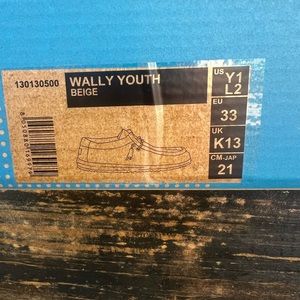 130130500
WALLY YOUTH
BEIGE
US
Y1
L2
EU
33
UK
K13
CM-JAP
21